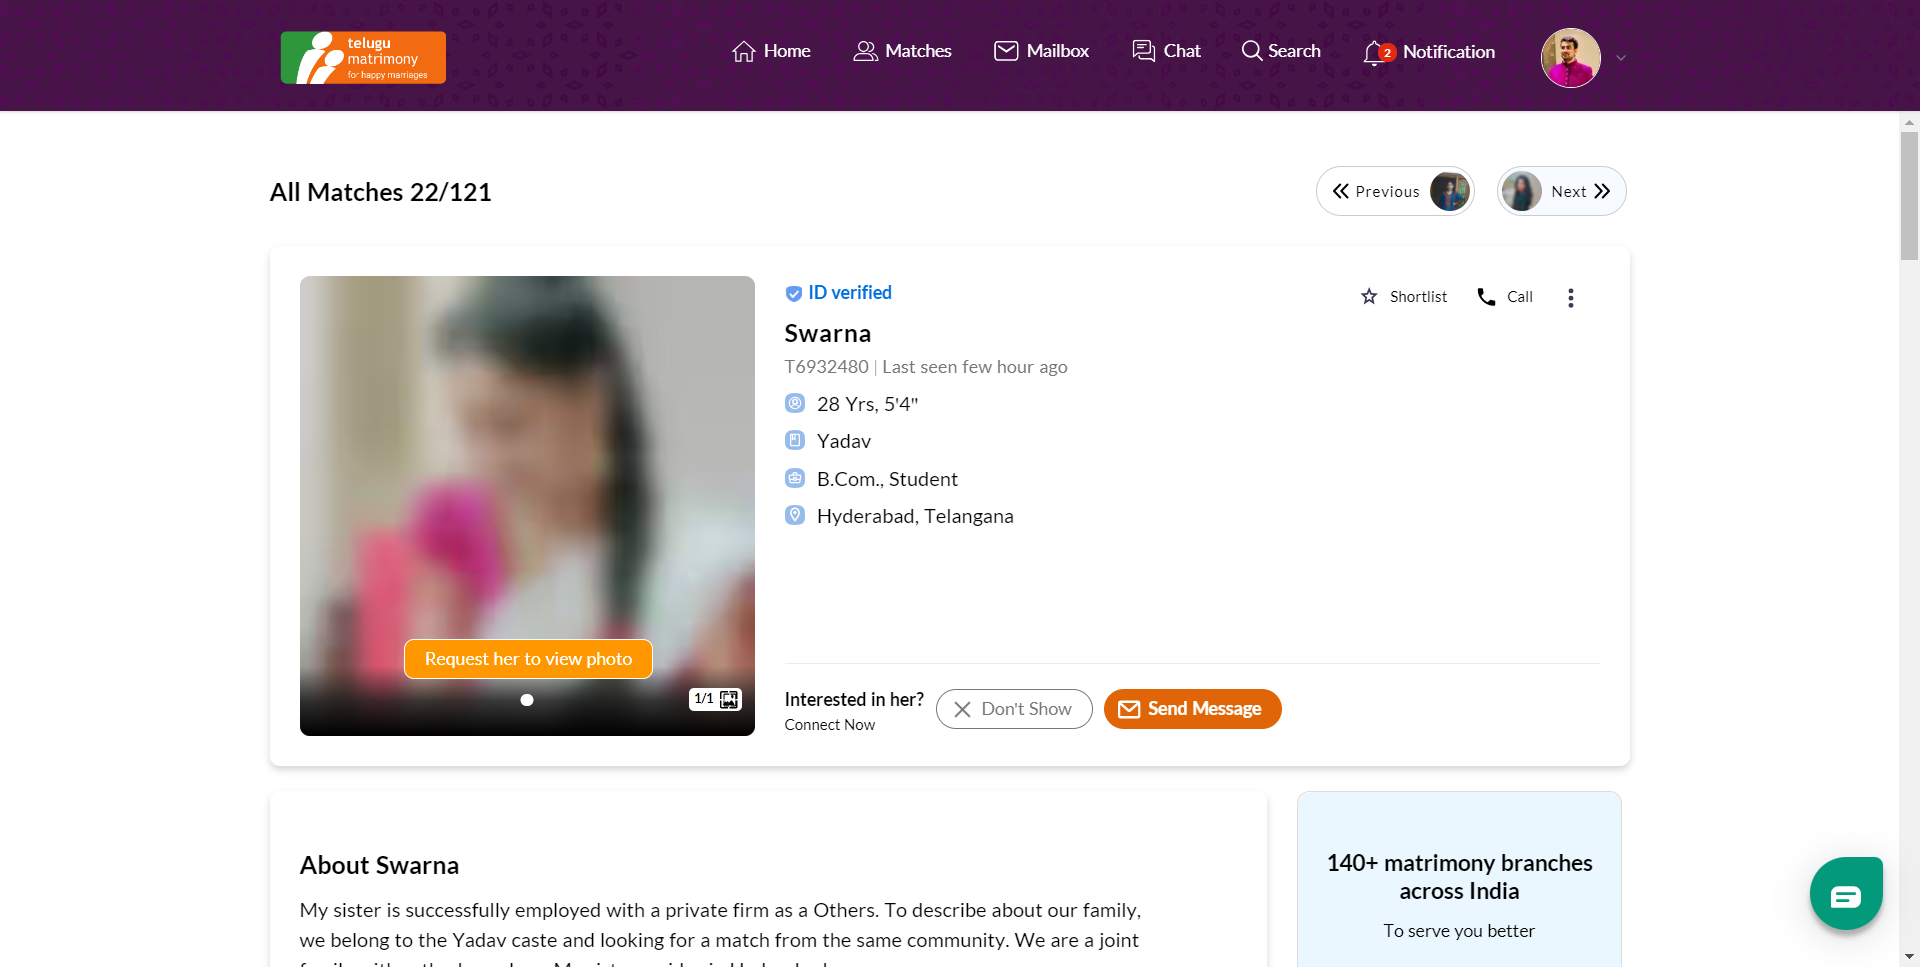 telugu
matrimony
for happy marriages
Home
Matches
Mailbox
Chat
Search
2
Notification
All Matches 22/121
Previous
Next
ID verified
Shortlist
Call
Swarna
T6932480 | Last seen few hour ago
28 Yrs, 5'4"
Yadav
B.Com., Student
Hyderabad, Telangana
Request her to view photo
1/1
Interested in her?
Connect Now
Don't Show
Send Message
About Swarna
My sister is successfully employed with a private firm as a Others. To describe about our family,
we belong to the Yadav caste and looking for a match from the same community. We are a joint
140+ matrimony branches
across India
To serve you better